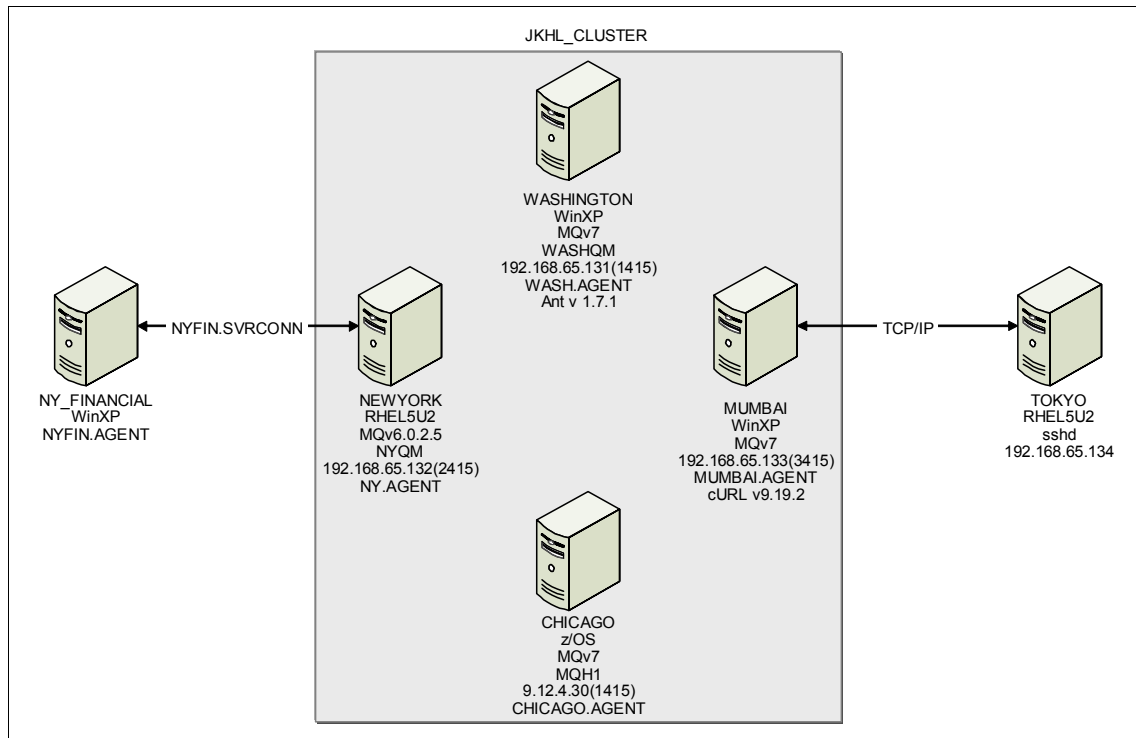 JKHL_CLUSTER
WASHINGTON
WinXP
MQv7
WASHQM
192.168.65.131(1415)
WASH.AGENT
Ant v 1.7.1
NYFIN.SVRCONN
TCP/IP
NY_FINANCIAL
WinXP
NYFIN.AGENT
NEWYORK
RHEL5U2
MQv6.0.2.5
NYQM
192.168.65.132(2415)
NY.AGENT
MUMBAI
WinXP
MQv7
192.168.65.133(3415)
MUMBAI.AGENT
cURL v9.19.2
TOKYO
RHEL5U2
sshd
192.168.65.134
CHICAGO
z/OS
MQv7
MQH1
9.12.4.30(1415)
CHICAGO.AGENT